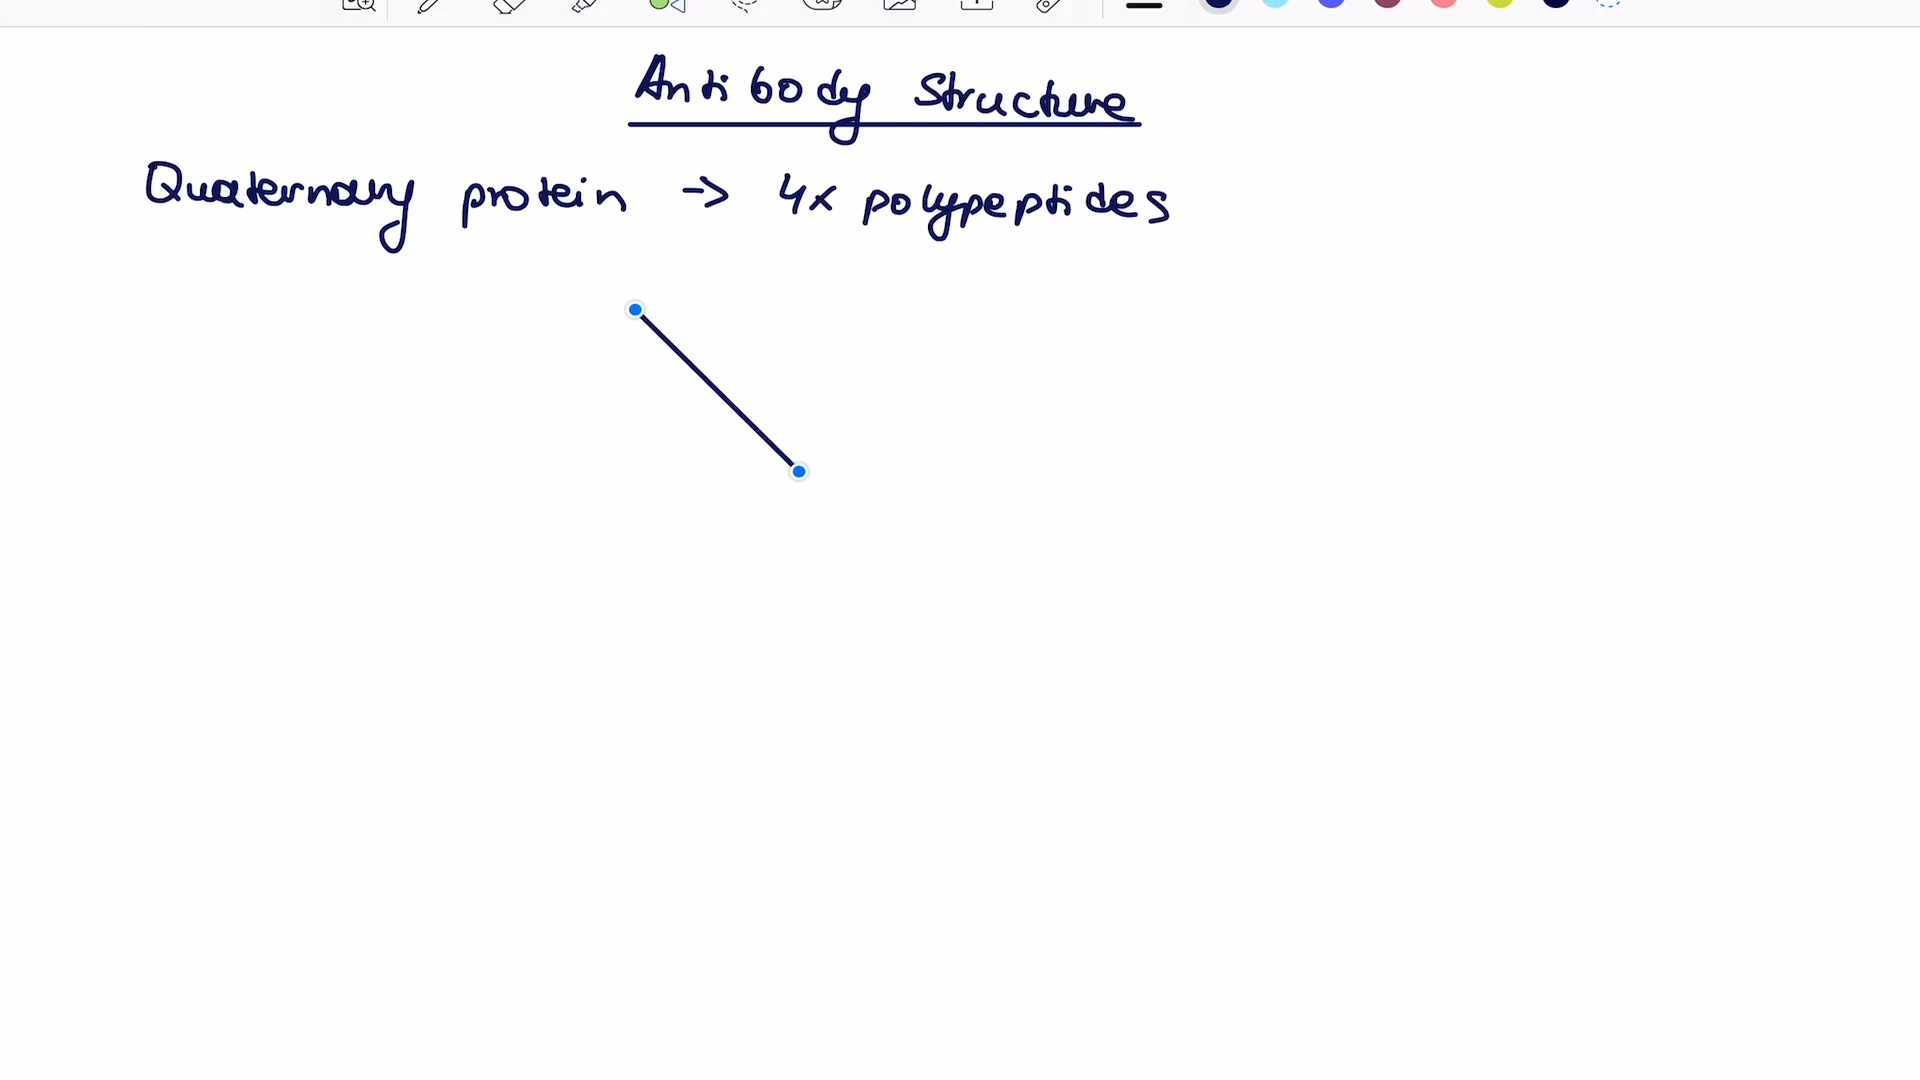 Antibody Structure
Quaternary protein -> 4x polypeptides